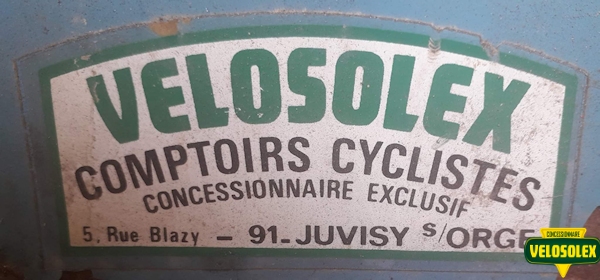 VELOSOLEX
COMPTOIRS CYCLISTES
CONCESSIONNAIRE EXCLUSIF
5, Rue Blazy - 91-JUVISY S/ORGE
CONCESSIONNAIRE
VELOSOLEX